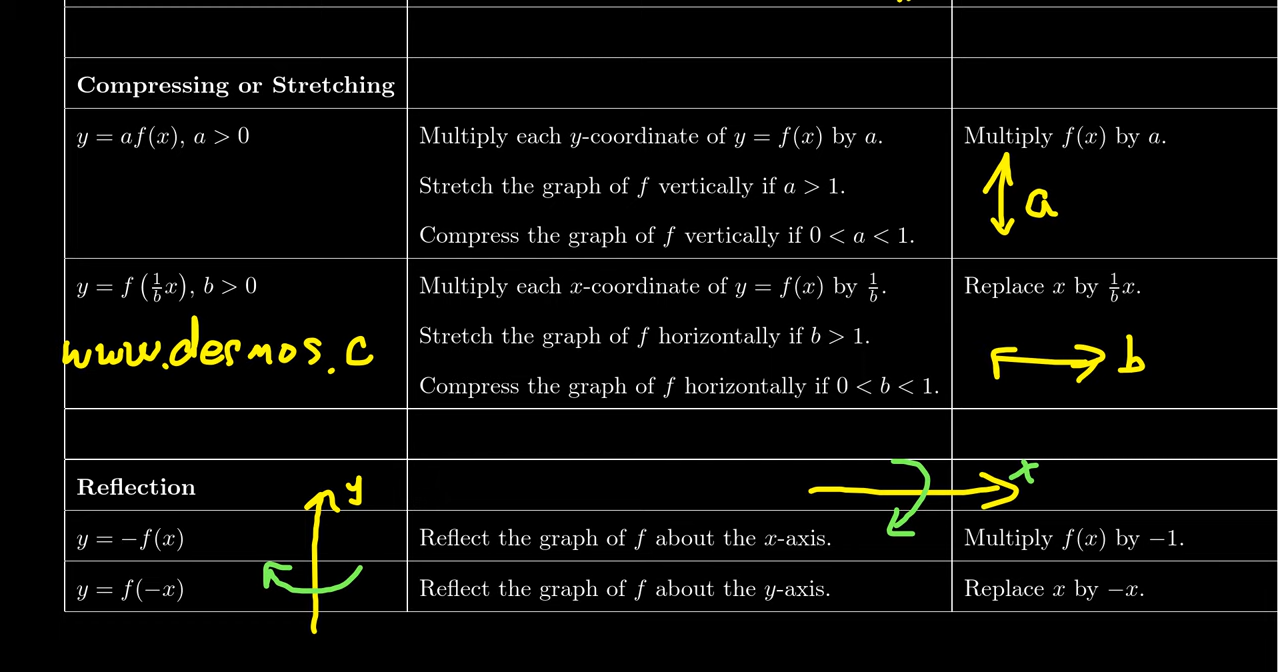 Compressing or Stretching
y = af(x), a > 0
Multiply each y-coordinate of y = f(x) by a.
Multiply f(x) by a.
Stretch the graph of f vertically if a > 1.
a
Compress the graph of f vertically if 0 < a < 1.
y = f(1/b x), b > 0
Multiply each x-coordinate of y = f(x) by 1/b.
Replace x by 1/b x.
Stretch the graph of f horizontally if b > 1.
www.desmos.c
b
Compress the graph of f horizontally if 0 < b < 1.
Reflection
y
x
y = −f(x)
Reflect the graph of f about the x-axis.
Multiply f(x) by −1.
y = f(−x)
Reflect the graph of f about the y-axis.
Replace x by −x.